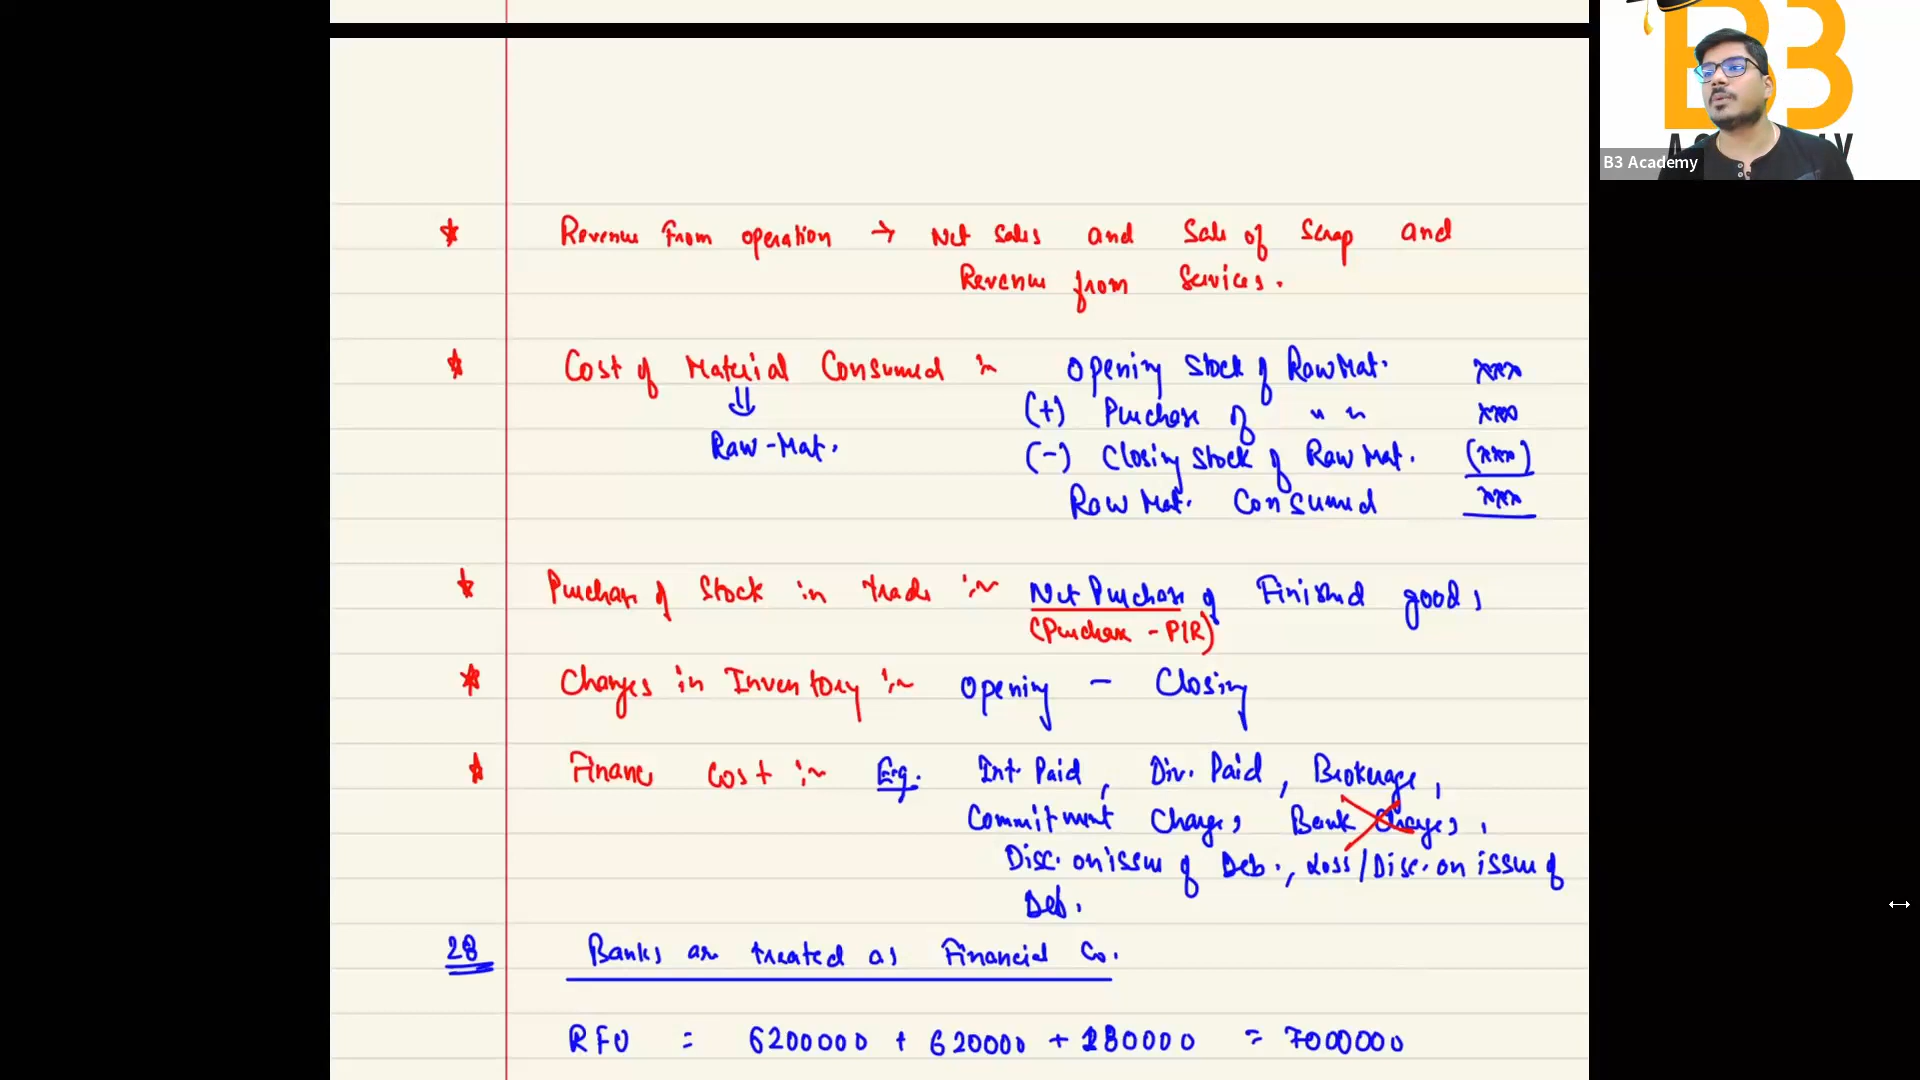 B3
B3 Academy
★ Revenue from operation → Net Sales and Sale of Scrap and
Revenue from Services.
★ Cost of Material Consumed :~ Opening Stock of Raw Mat. xxx
⇓ (+) Purchase of " " xxx
Raw-Mat. (-) Closing Stock of Raw Mat. (xxx)
Raw Mat. Consumed xxx
★ Purchase of Stock in trade :~ Net Purchase of Finished goods
(Purchase - P/R)
★ Changes in Inventory :~ Opening - Closing
★ Finance Cost :~ E.g. Int. Paid, Div. Paid, Brokerage,
Commitment Charges, Bank Charges,
Disc. on issue of Deb., Loss/Disc. on issue of
Deb.
28 Banks are treated as Financial Co.
RFO = 6200000 + 620000 + 180000 = 7000000